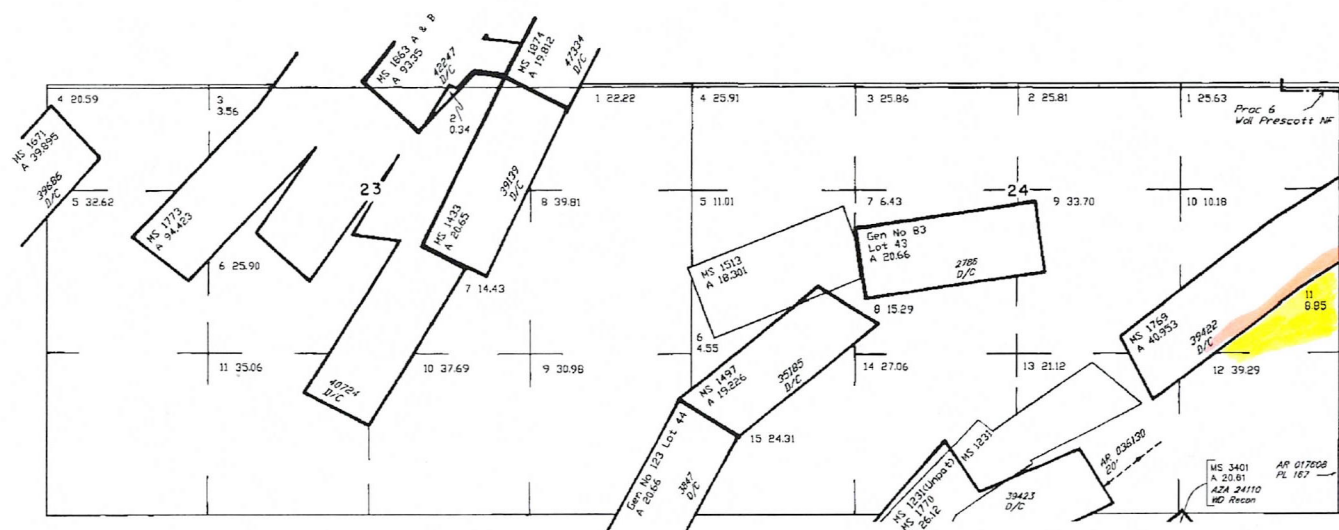 MS 1863 A & B
A 93.35
42247
D/C
MS 1874
A 19.812
47334
D/C
4 20.59
3
3.56
2
0.34
1 22.22
4 25.91
3 25.86
2 25.81
1 25.63
Proc 6
Wdl Prescott NF
MS 1671
A 39.895
39686
D/C
5 32.62
23
MS 1773
A 94.423
6 25.90
MS 1433
A 20.65
39139
D/C
7 14.43
8 39.81
5 11.01
7 6.43
24
9 33.70
10 10.18
MS 1513
A 18.301
Gen No 83
Lot 43
A 20.66
2785
D/C
8 15.29
11
8.85
MS 1769
A 40.953
39422
D/C
6
4.55
11 35.06
10 37.69
9 30.98
14 27.06
13 21.12
12 39.29
40724
D/C
MS 1497
A 19.226
35185
D/C
15 24.31
Gen No 123 Lot 44
A 20.66
3847
D/C
MS 1231
MS 1231(Unpat)
MS 1770
26.12
39423
D/C
AR 036130
20'
MS 3401
A 20.61
AZA 24110
WD Recon
AR 017608
PL 167